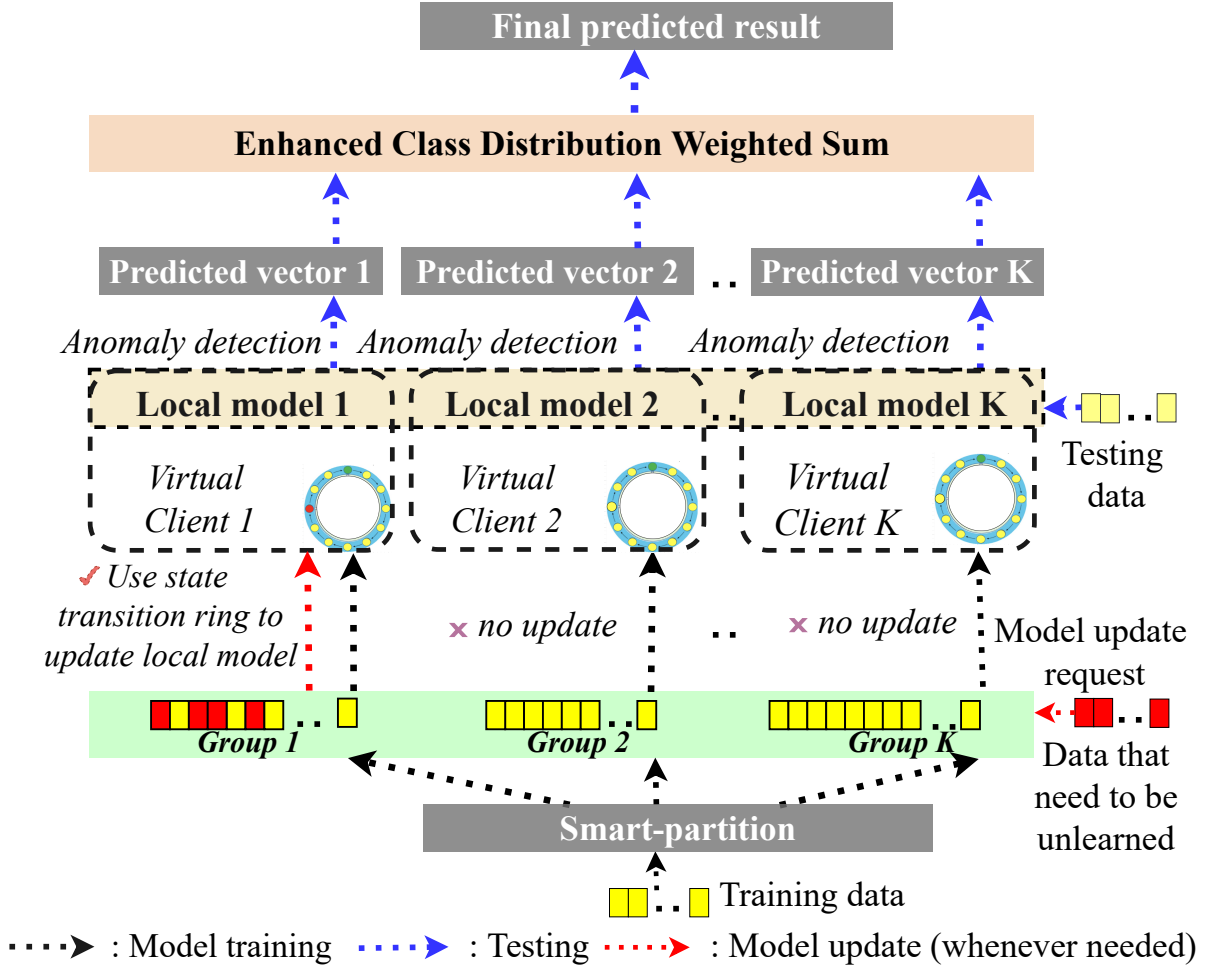 Final predicted result
Enhanced Class Distribution Weighted Sum
Predicted vector 1
Predicted vector 2
..
Predicted vector K
Anomaly detection
Anomaly detection
Anomaly detection
Local model 1
Local model 2
..
Local model K
..
Testing
data
Virtual
Client 1
Virtual
Client 2
Virtual
Client K
✓ Use state
transition ring to
update local model
x no update
..
x no update
Model update
request
..
..
..
..
Group 1
Group 2
Group K
Data that
need to be
unlearned
Smart-partition
..
Training data
: Model training
: Testing
: Model update (whenever needed)